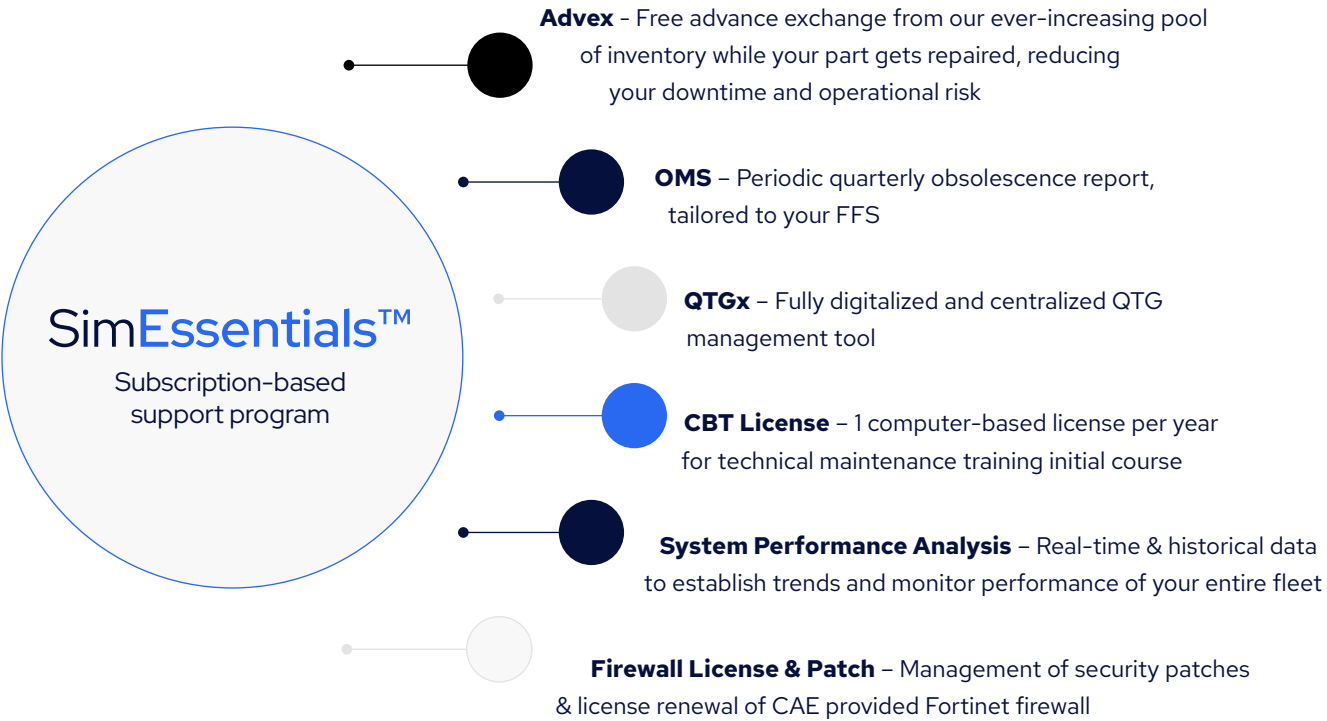 Advex - Free advance exchange from our ever-increasing pool
of inventory while your part gets repaired, reducing
your downtime and operational risk
OMS – Periodic quarterly obsolescence report,
tailored to your FFS
QTGx – Fully digitalized and centralized QTG
management tool
SimEssentials™
Subscription-based
support program
CBT License – 1 computer-based license per year
for technical maintenance training initial course
System Performance Analysis – Real-time & historical data
to establish trends and monitor performance of your entire fleet
Firewall License & Patch – Management of security patches
& license renewal of CAE provided Fortinet firewall